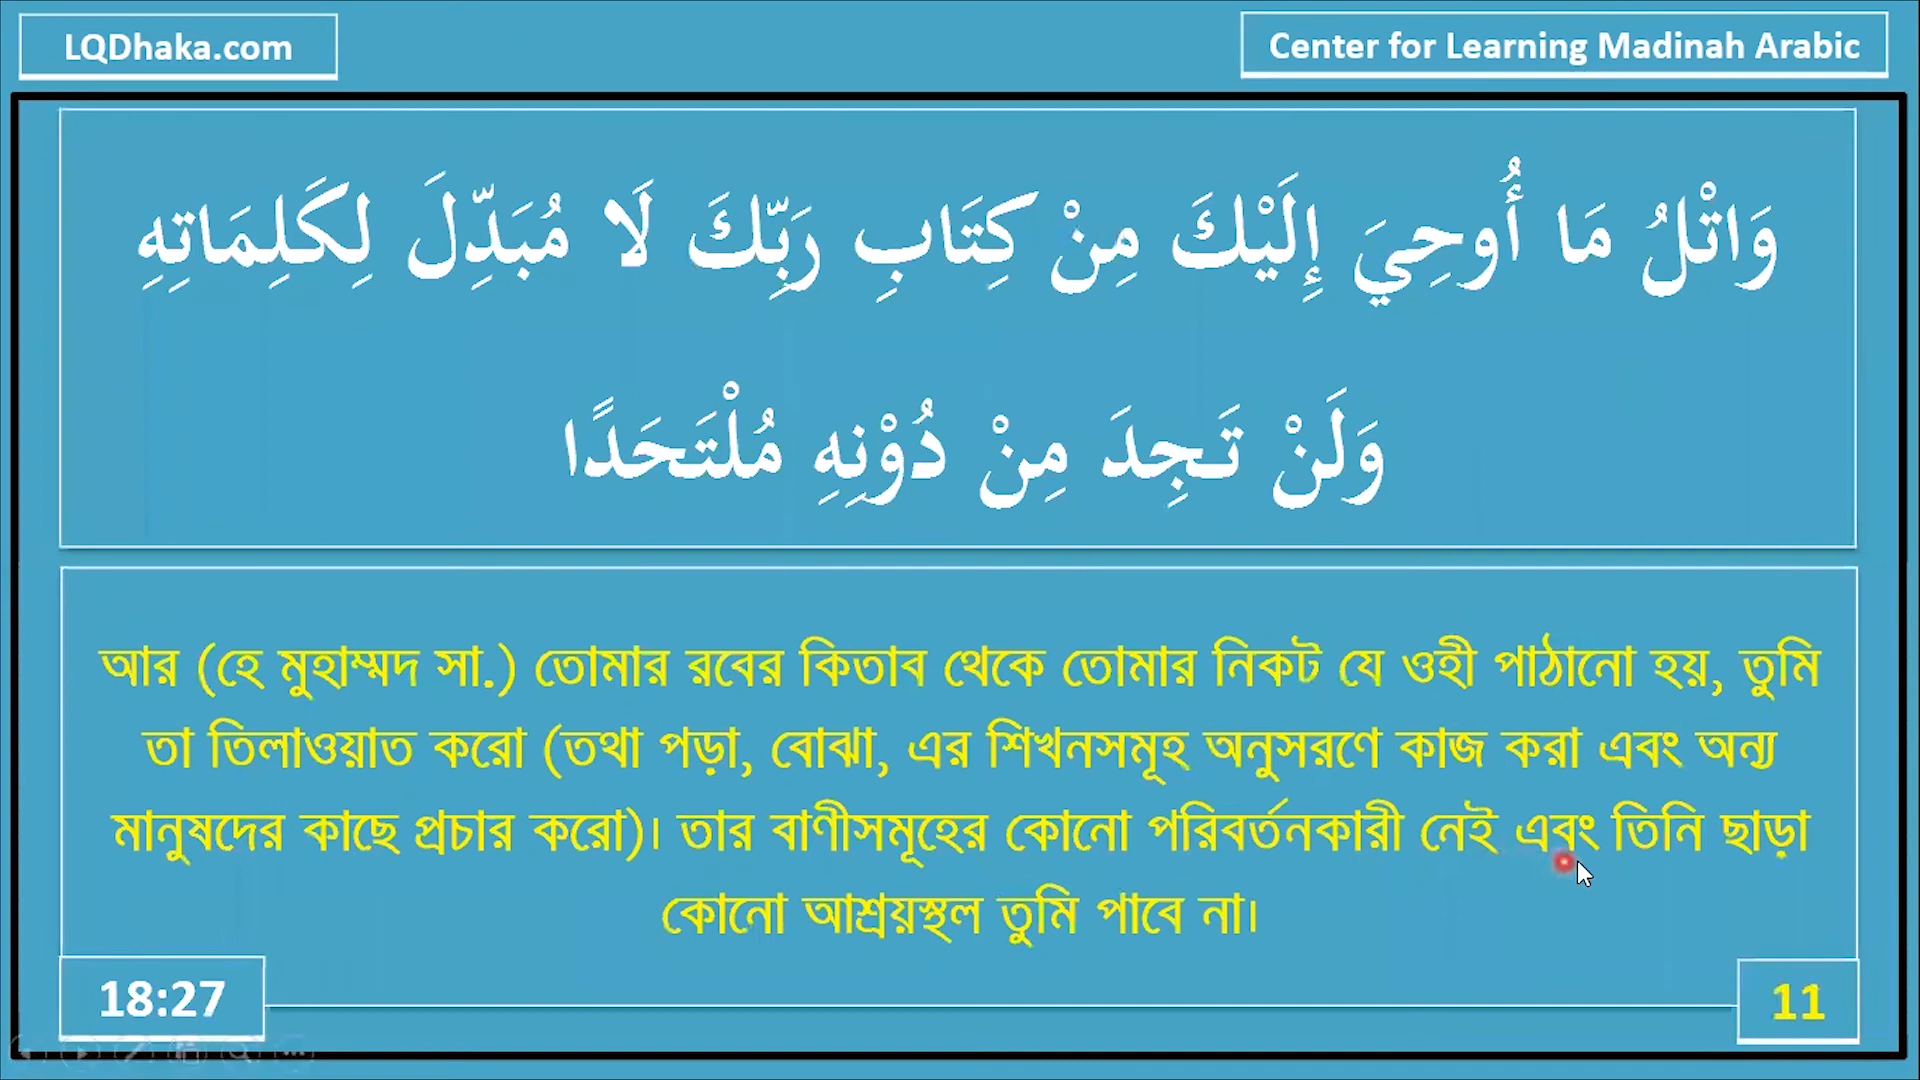 LQDhaka.com
Center for Learning Madinah Arabic
وَاتْلُ مَا أُوحِيَ إِلَيْكَ مِنْ كِتَابِ رَبِّكَ لَا مُبَدِّلَ لِكَلِمَاتِهِ
وَلَنْ تَجِدَ مِنْ دُوْنِهِ مُلْتَحَدًا
আর (হে মুহাম্মদ সা.) তোমার রবের কিতাব থেকে তোমার নিকট যে ওহী পাঠানো হয়, তুমি
তা তিলাওয়াত করো (তথা পড়া, বোঝা, এর শিখনসমূহ অনুসরণে কাজ করা এবং অন্য
মানুষদের কাছে প্রচার করো)। তার বাণীসমূহের কোনো পরিবর্তনকারী নেই এবং তিনি ছাড়া
কোনো আশ্রয়স্থল তুমি পাবে না।
18:27
11